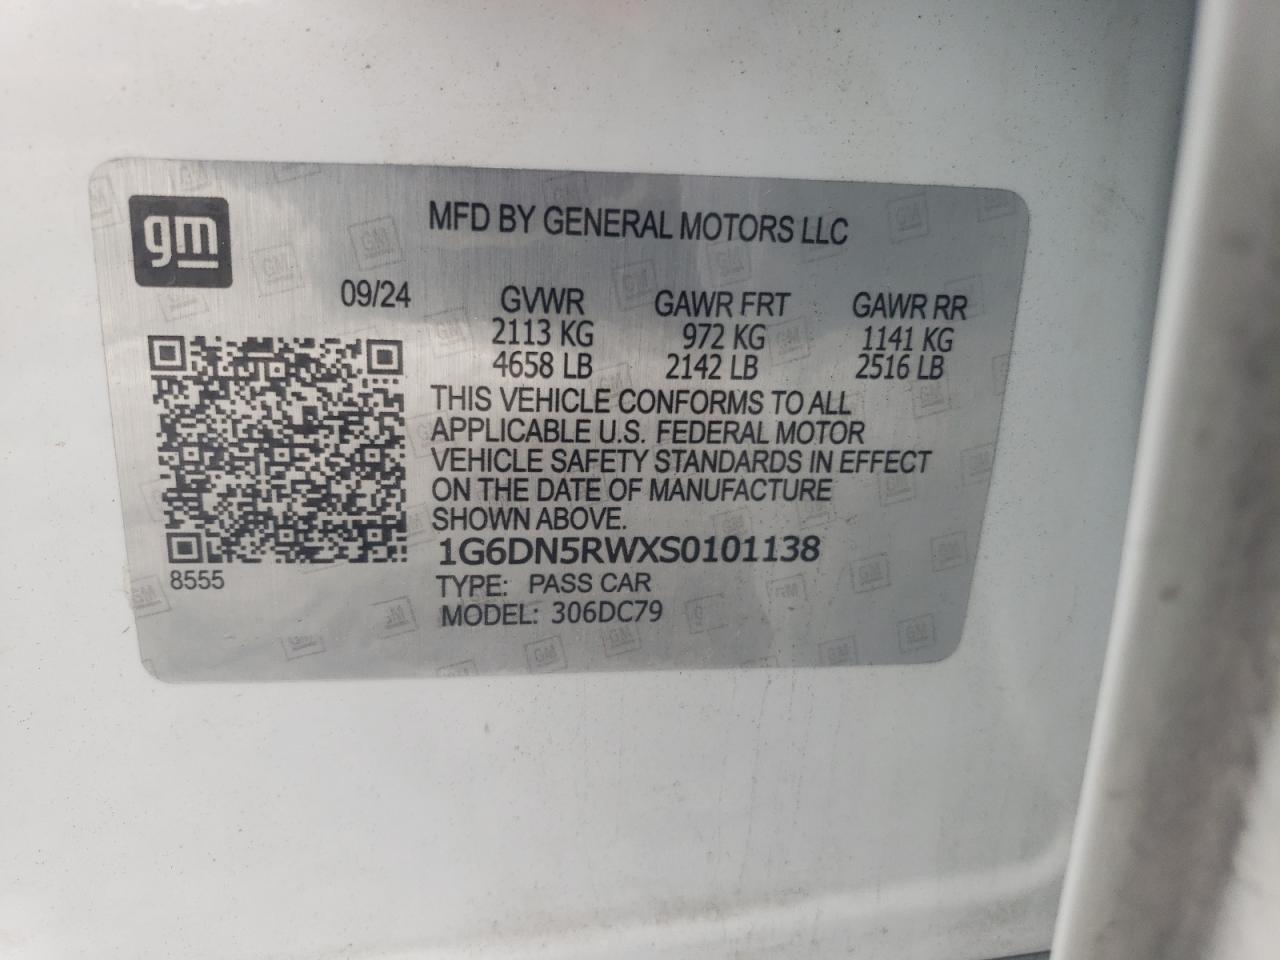 gm
MFD BY GENERAL MOTORS LLC
09/24
GVWR GAWR FRT GAWR RR
2113 KG 972 KG 1141 KG
4658 LB 2142 LB 2516 LB
THIS VEHICLE CONFORMS TO ALL
APPLICABLE U.S. FEDERAL MOTOR
VEHICLE SAFETY STANDARDS IN EFFECT
ON THE DATE OF MANUFACTURE
SHOWN ABOVE.
1G6DN5RWXS0101138
8555
TYPE: PASS CAR
MODEL: 306DC79